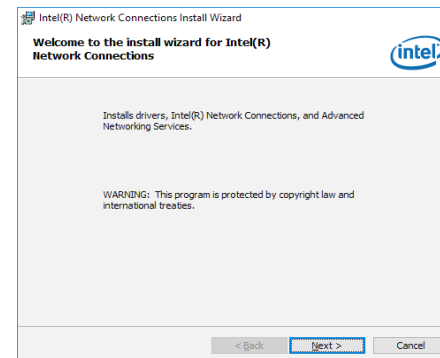 Intel(R) Network Connections Install Wizard
Welcome to the install wizard for Intel(R)
Network Connections
intel
Installs drivers, Intel(R) Network Connections, and Advanced
Networking Services.
WARNING: This program is protected by copyright law and
international treaties.
< Back
Next >
Cancel